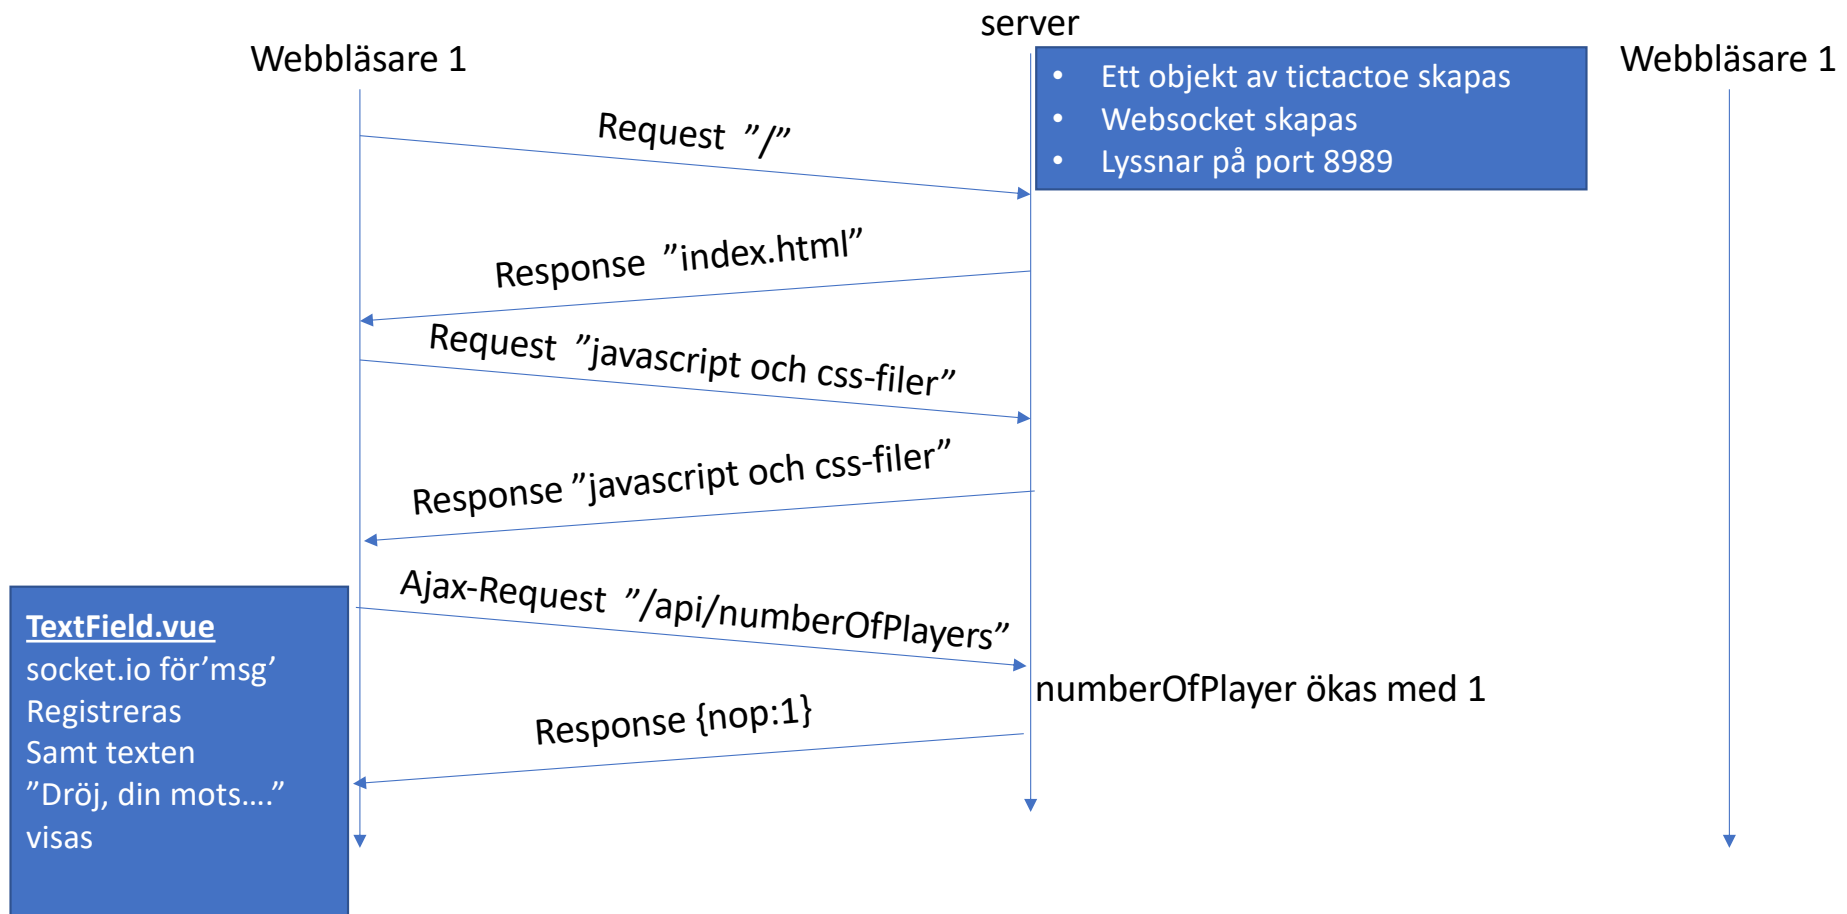 server
Webbläsare 1
Webbläsare 1
• Ett objekt av tictactoe skapas
• Websocket skapas
• Lyssnar på port 8989
Request ”/”
Response ”index.html”
Request ”javascript och css-filer”
Response ”javascript och css-filer”
Ajax-Request ”/api/numberOfPlayers”
numberOfPlayer ökas med 1
Response {nop:1}
TextField.vue
socket.io för’msg’
Registreras
Samt texten
”Dröj, din mots....”
visas